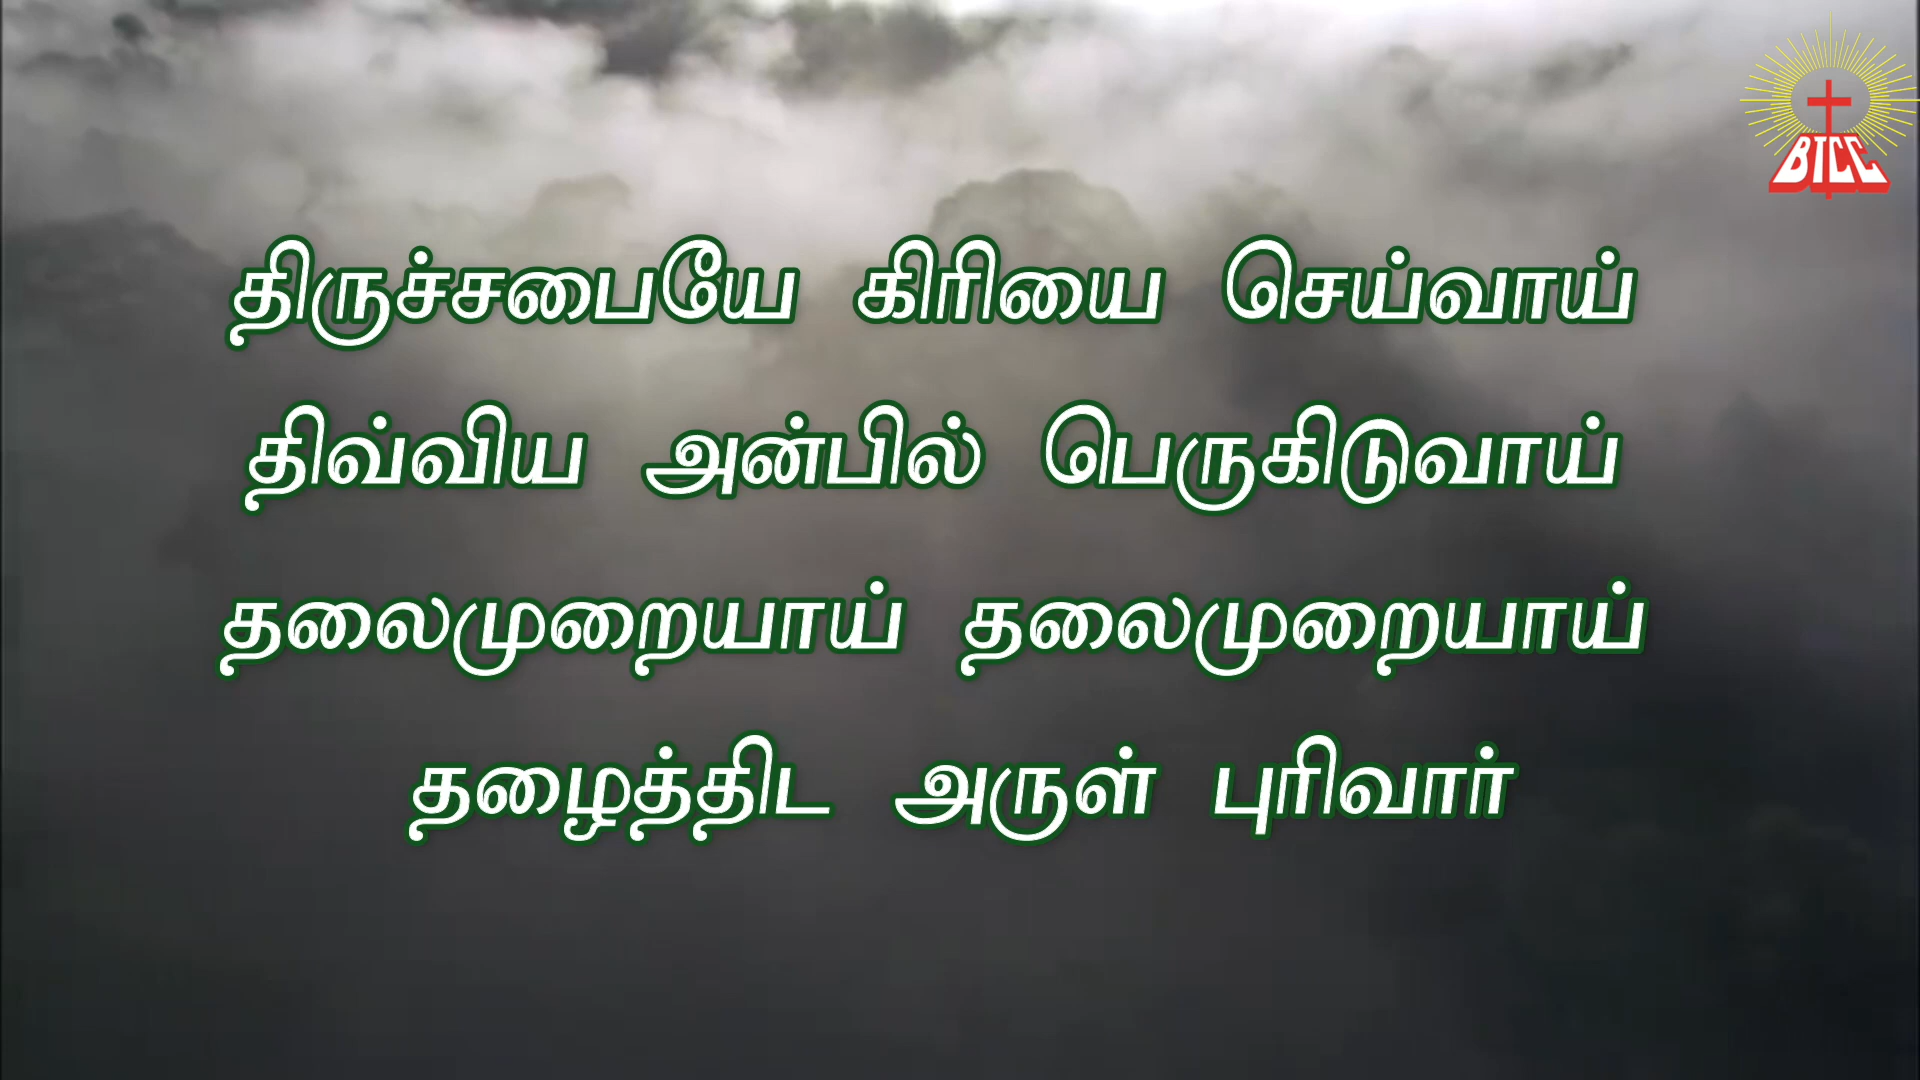 BICC
திருச்சபையே கிரியை செய்வாய்
திவ்விய அன்பில் பெருகிடுவாய்
தலைமுறையாய் தலைமுறையாய்
தழைத்திட அருள் புரிவார்